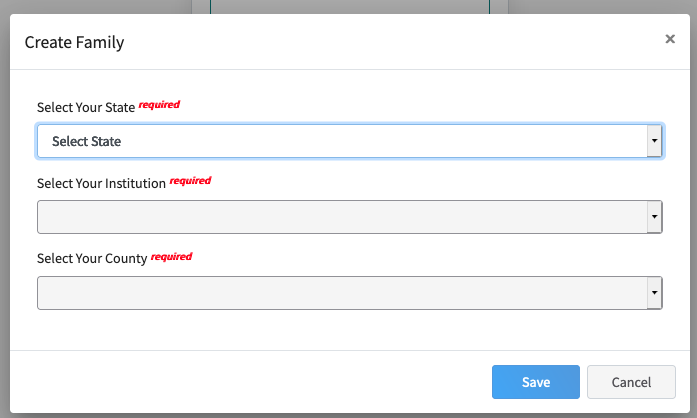 Create Family ×
Select Your State required
Select State
Select Your Institution required
Select Your County required
Save Cancel